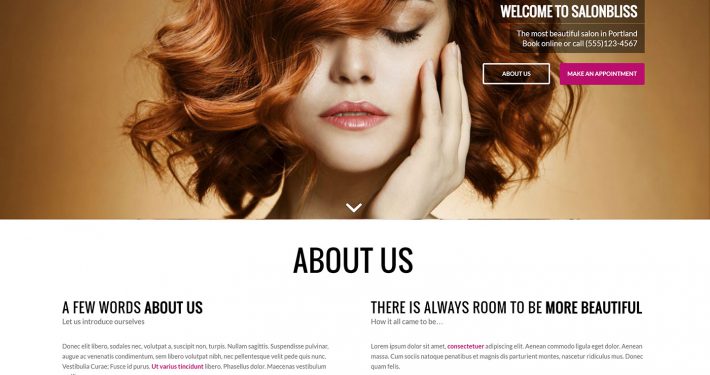 WELCOME TO SALONBLISS
The most beautiful salon in Portland
Book online or call (555)123-4567
ABOUT US
MAKE AN APPOINTMENT
ABOUT US
A FEW WORDS ABOUT US
Let us introduce ourselves
Donec elit libero, sodales nec, volutpat a, suscipit non, turpis. Nullam sagittis. Suspendisse pulvinar,
augue ac venenatis condimentum, sem libero volutpat nibh, nec pellentesque velit pede quis nunc.
Vestibulum Curae; Fusce id purus. Ut varius tincidunt libero. Phasellus dolor. Maecenas vestibulum
THERE IS ALWAYS ROOM TO BE MORE BEAUTIFUL
How it all came to be…
Lorem ipsum dolor sit amet, consectetuer adipiscing elit. Aenean commodo ligula eget dolor. Aenean
massa. Cum sociis natoque penatibus et magnis dis parturient montes, nascetur ridiculus mus. Donec
quam felis.